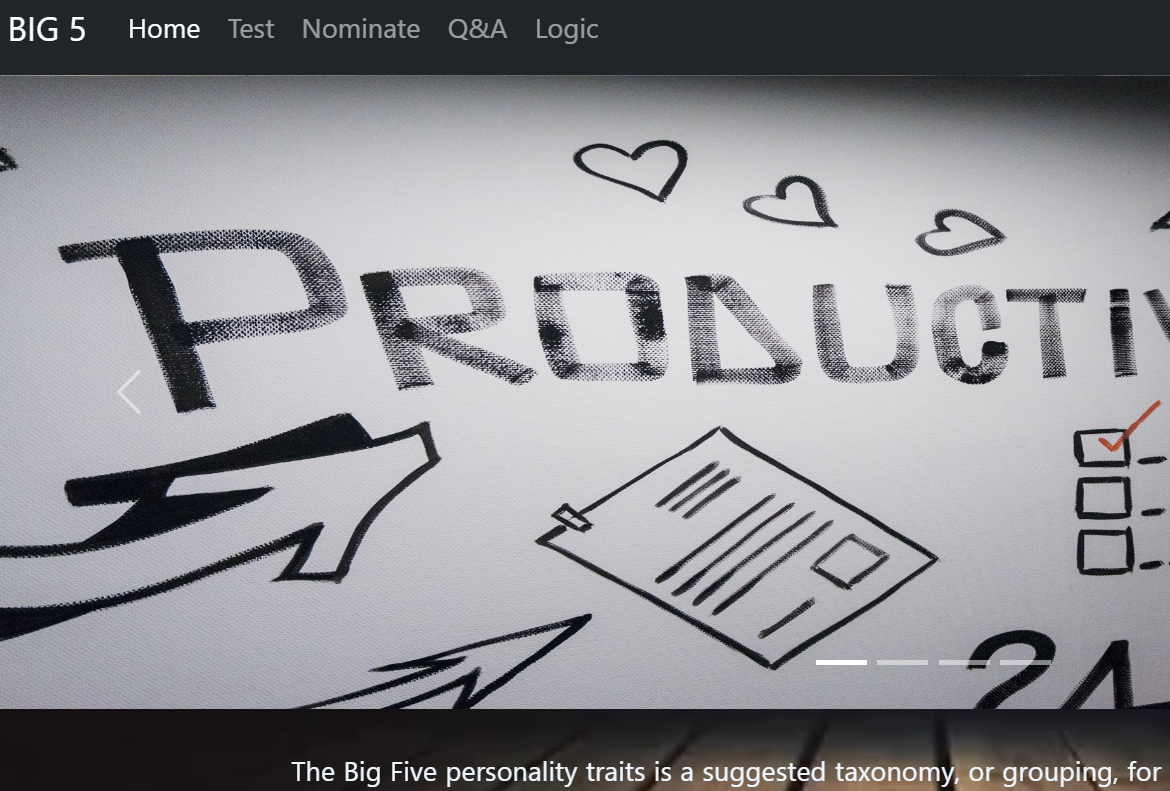 BIG 5 Home Test Nominate Q&A Logic
PRODUCTIV
24
The Big Five personality traits is a suggested taxonomy, or grouping, for